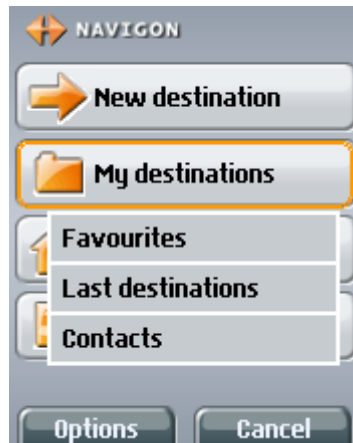 NAVIGON
New destination
My destinations
Favourites
Last destinations
Contacts
Options
Cancel